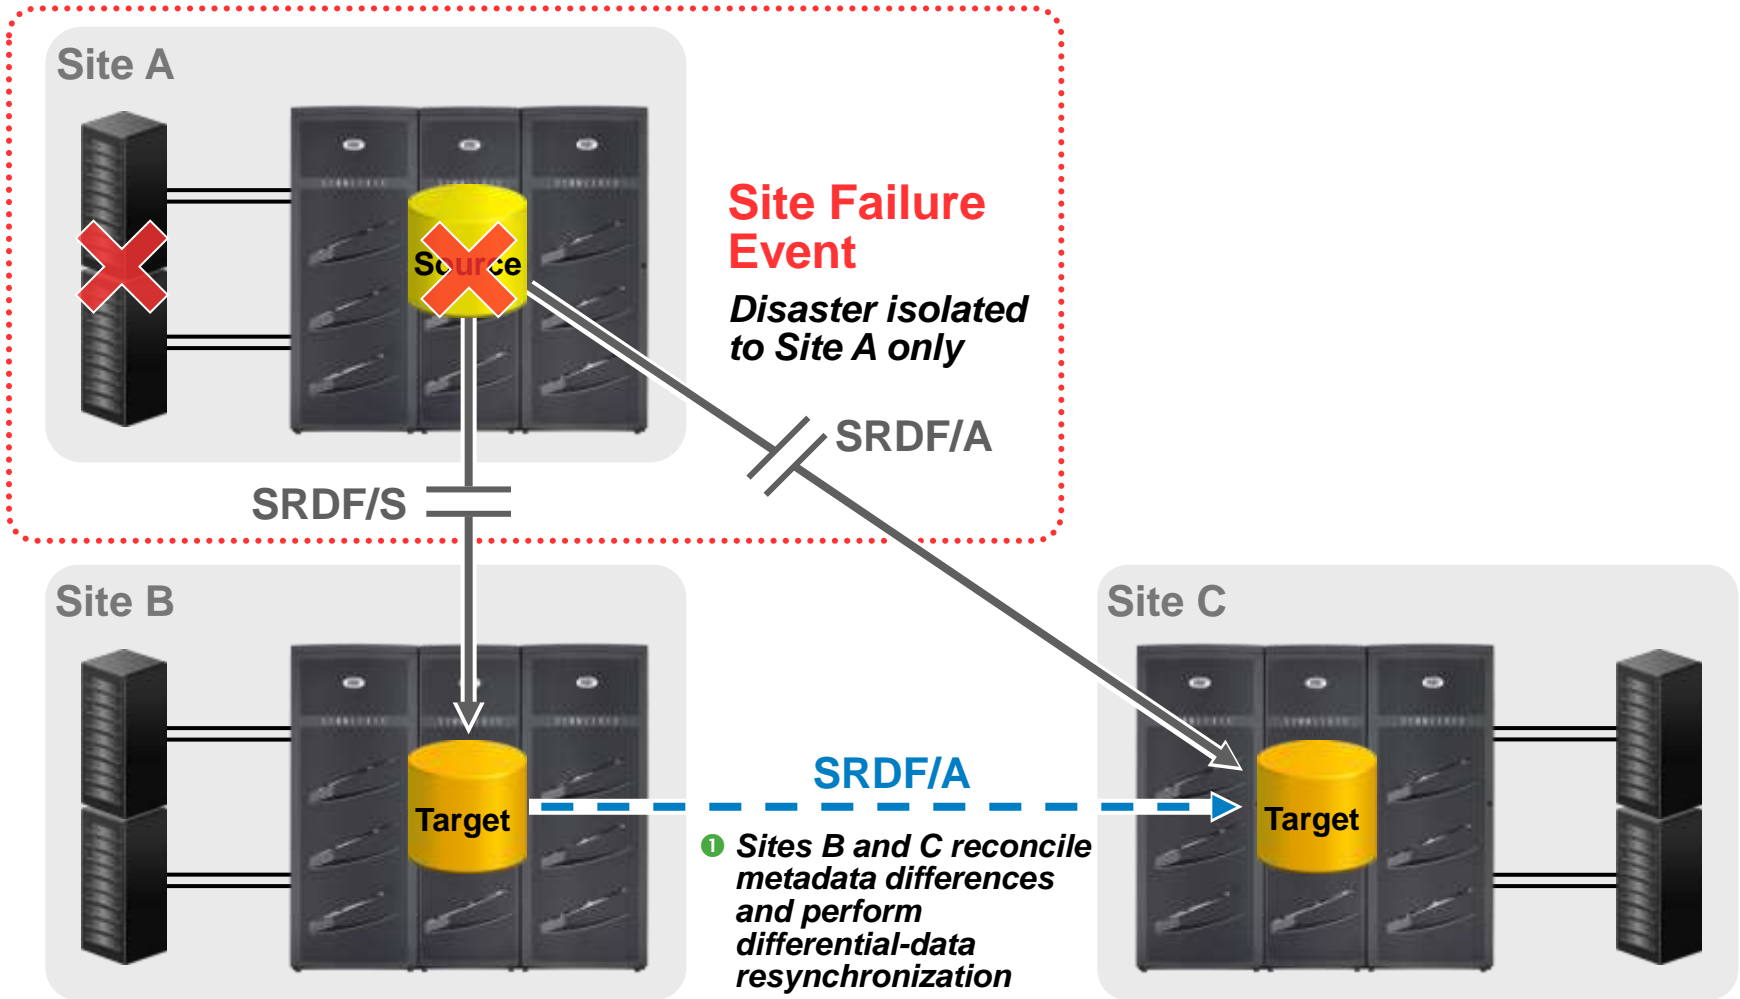 Site A
Source
Site Failure
Event
Disaster isolated
to Site A only
SRDF/A
SRDF/S
Site B
Target
SRDF/A
1 Sites B and C reconcile
metadata differences
and perform
differential-data
resynchronization
Site C
Target